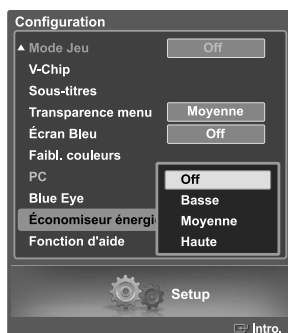 Configuration
Mode Jeu Off
V-Chip
Sous-titres
Transparence menu Moyenne
Écran Bleu Off
Faibl. couleurs
PC
Blue Eye
Économiseur énergi
Fonction d'aide
Off
Basse
Moyenne
Haute
Setup
Intro.